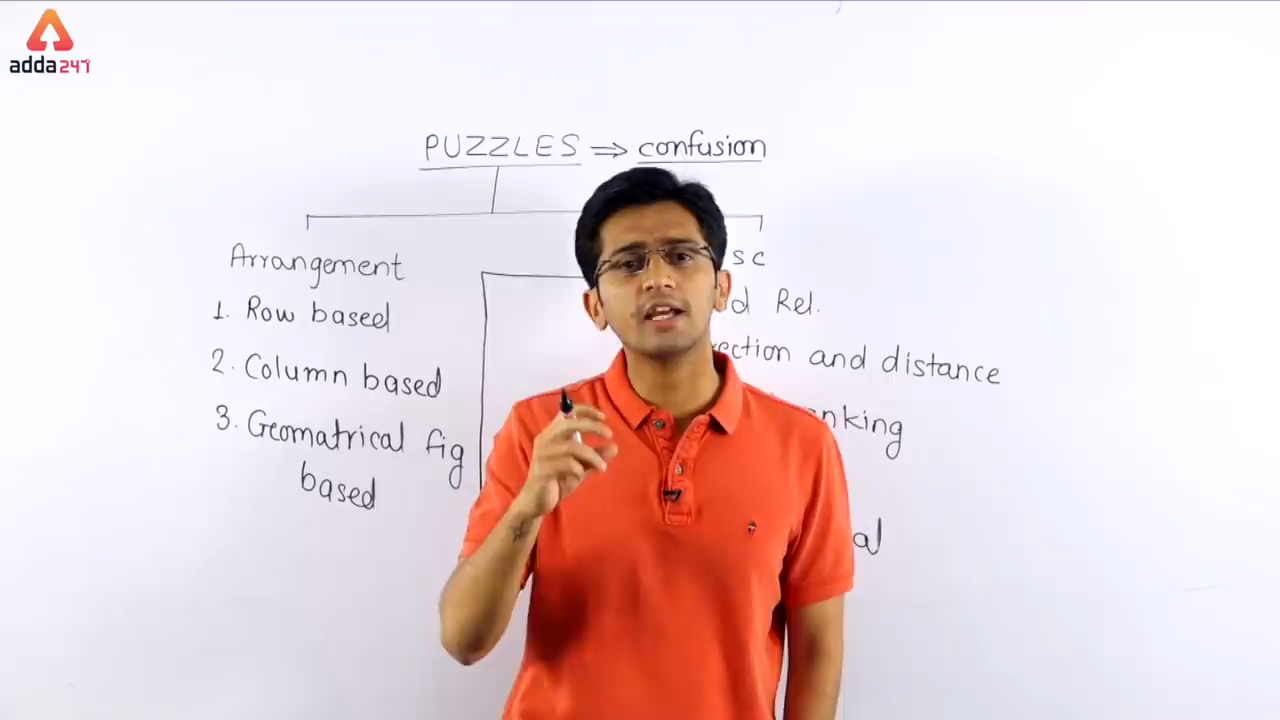 adda247
PUZZLES ⇒ confusion
Arrangement
1. Row based
2. Column based
3. Geomatrical fig
based
sc
d Rel.
ection and distance
nking
al